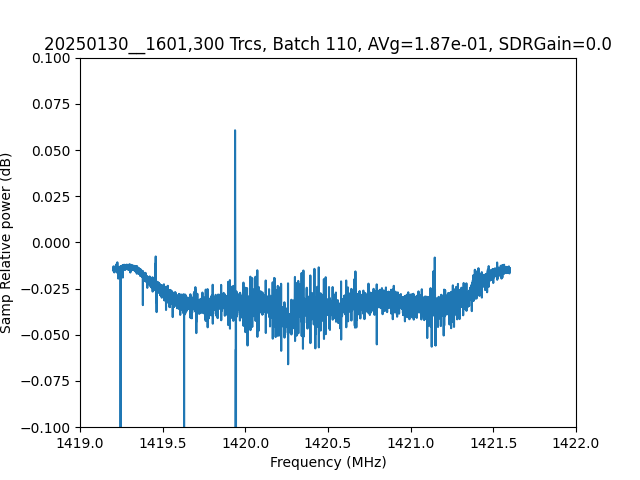 20250130__1601,300 Trcs, Batch 110, AVg=1.87e-01, SDRGain=0.0
0.100
0.075
0.050
0.025
0.000
−0.025
−0.050
−0.075
−0.100
Samp Relative power (dB)
1419.0 1419.5 1420.0 1420.5 1421.0 1421.5 1422.0
Frequency (MHz)